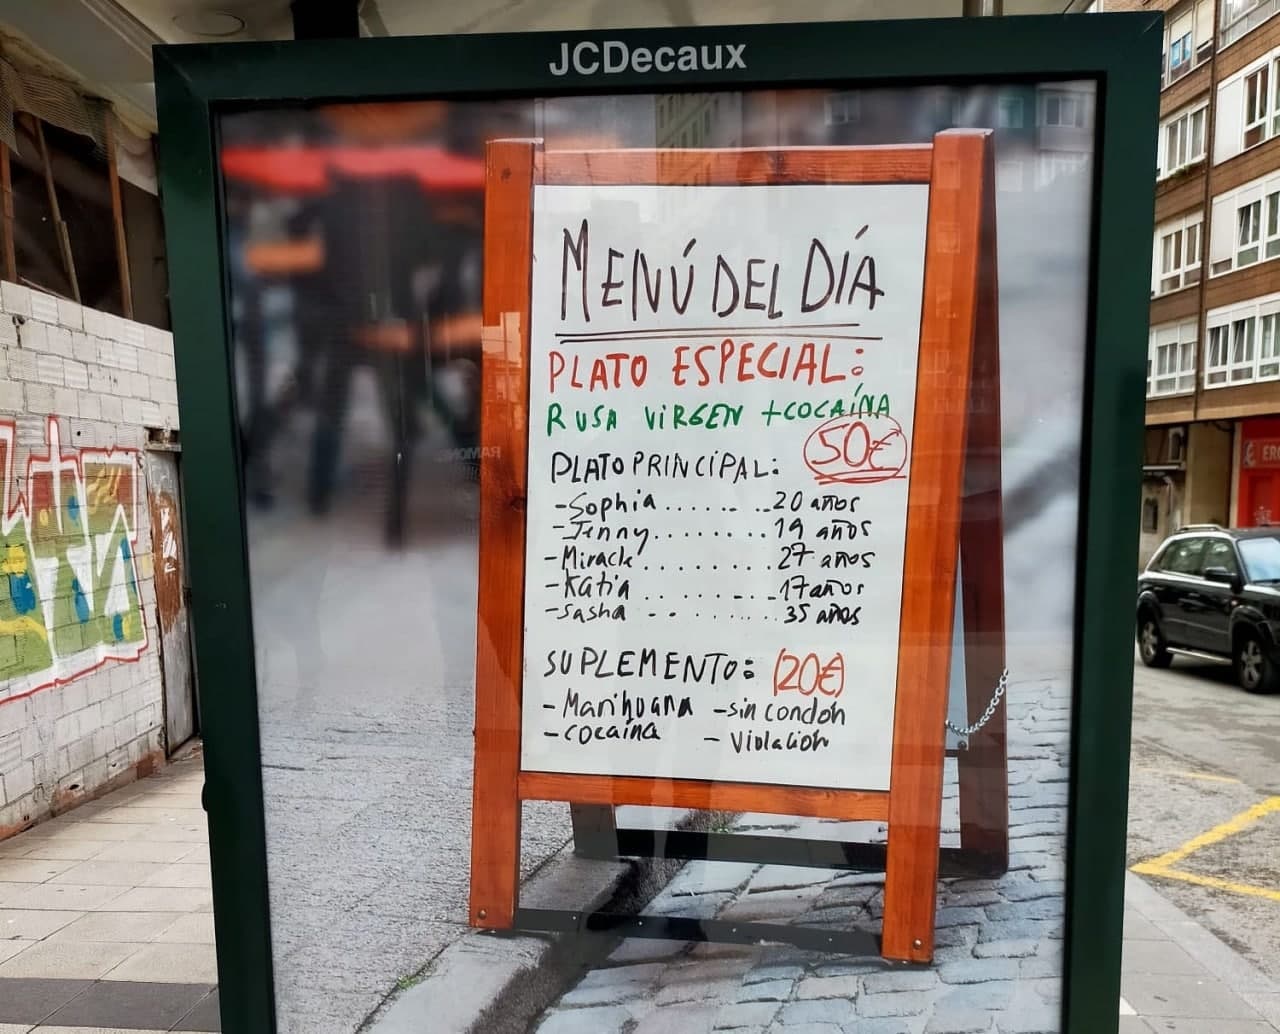 JCDecaux
MENÚ DEL DÍA
PLATO ESPECIAL:
RUSA VIRGEN +COCAÍNA
50€
PLATO PRINCIPAL:
-Sophia...........20 años
-Jenny.........19 años
-Miracle.........27 años
-Katia.........17 años
-Sasha.........35 años
SUPLEMENTO: (20€)
-Marihuana -sin condón
-cocaína -Violación